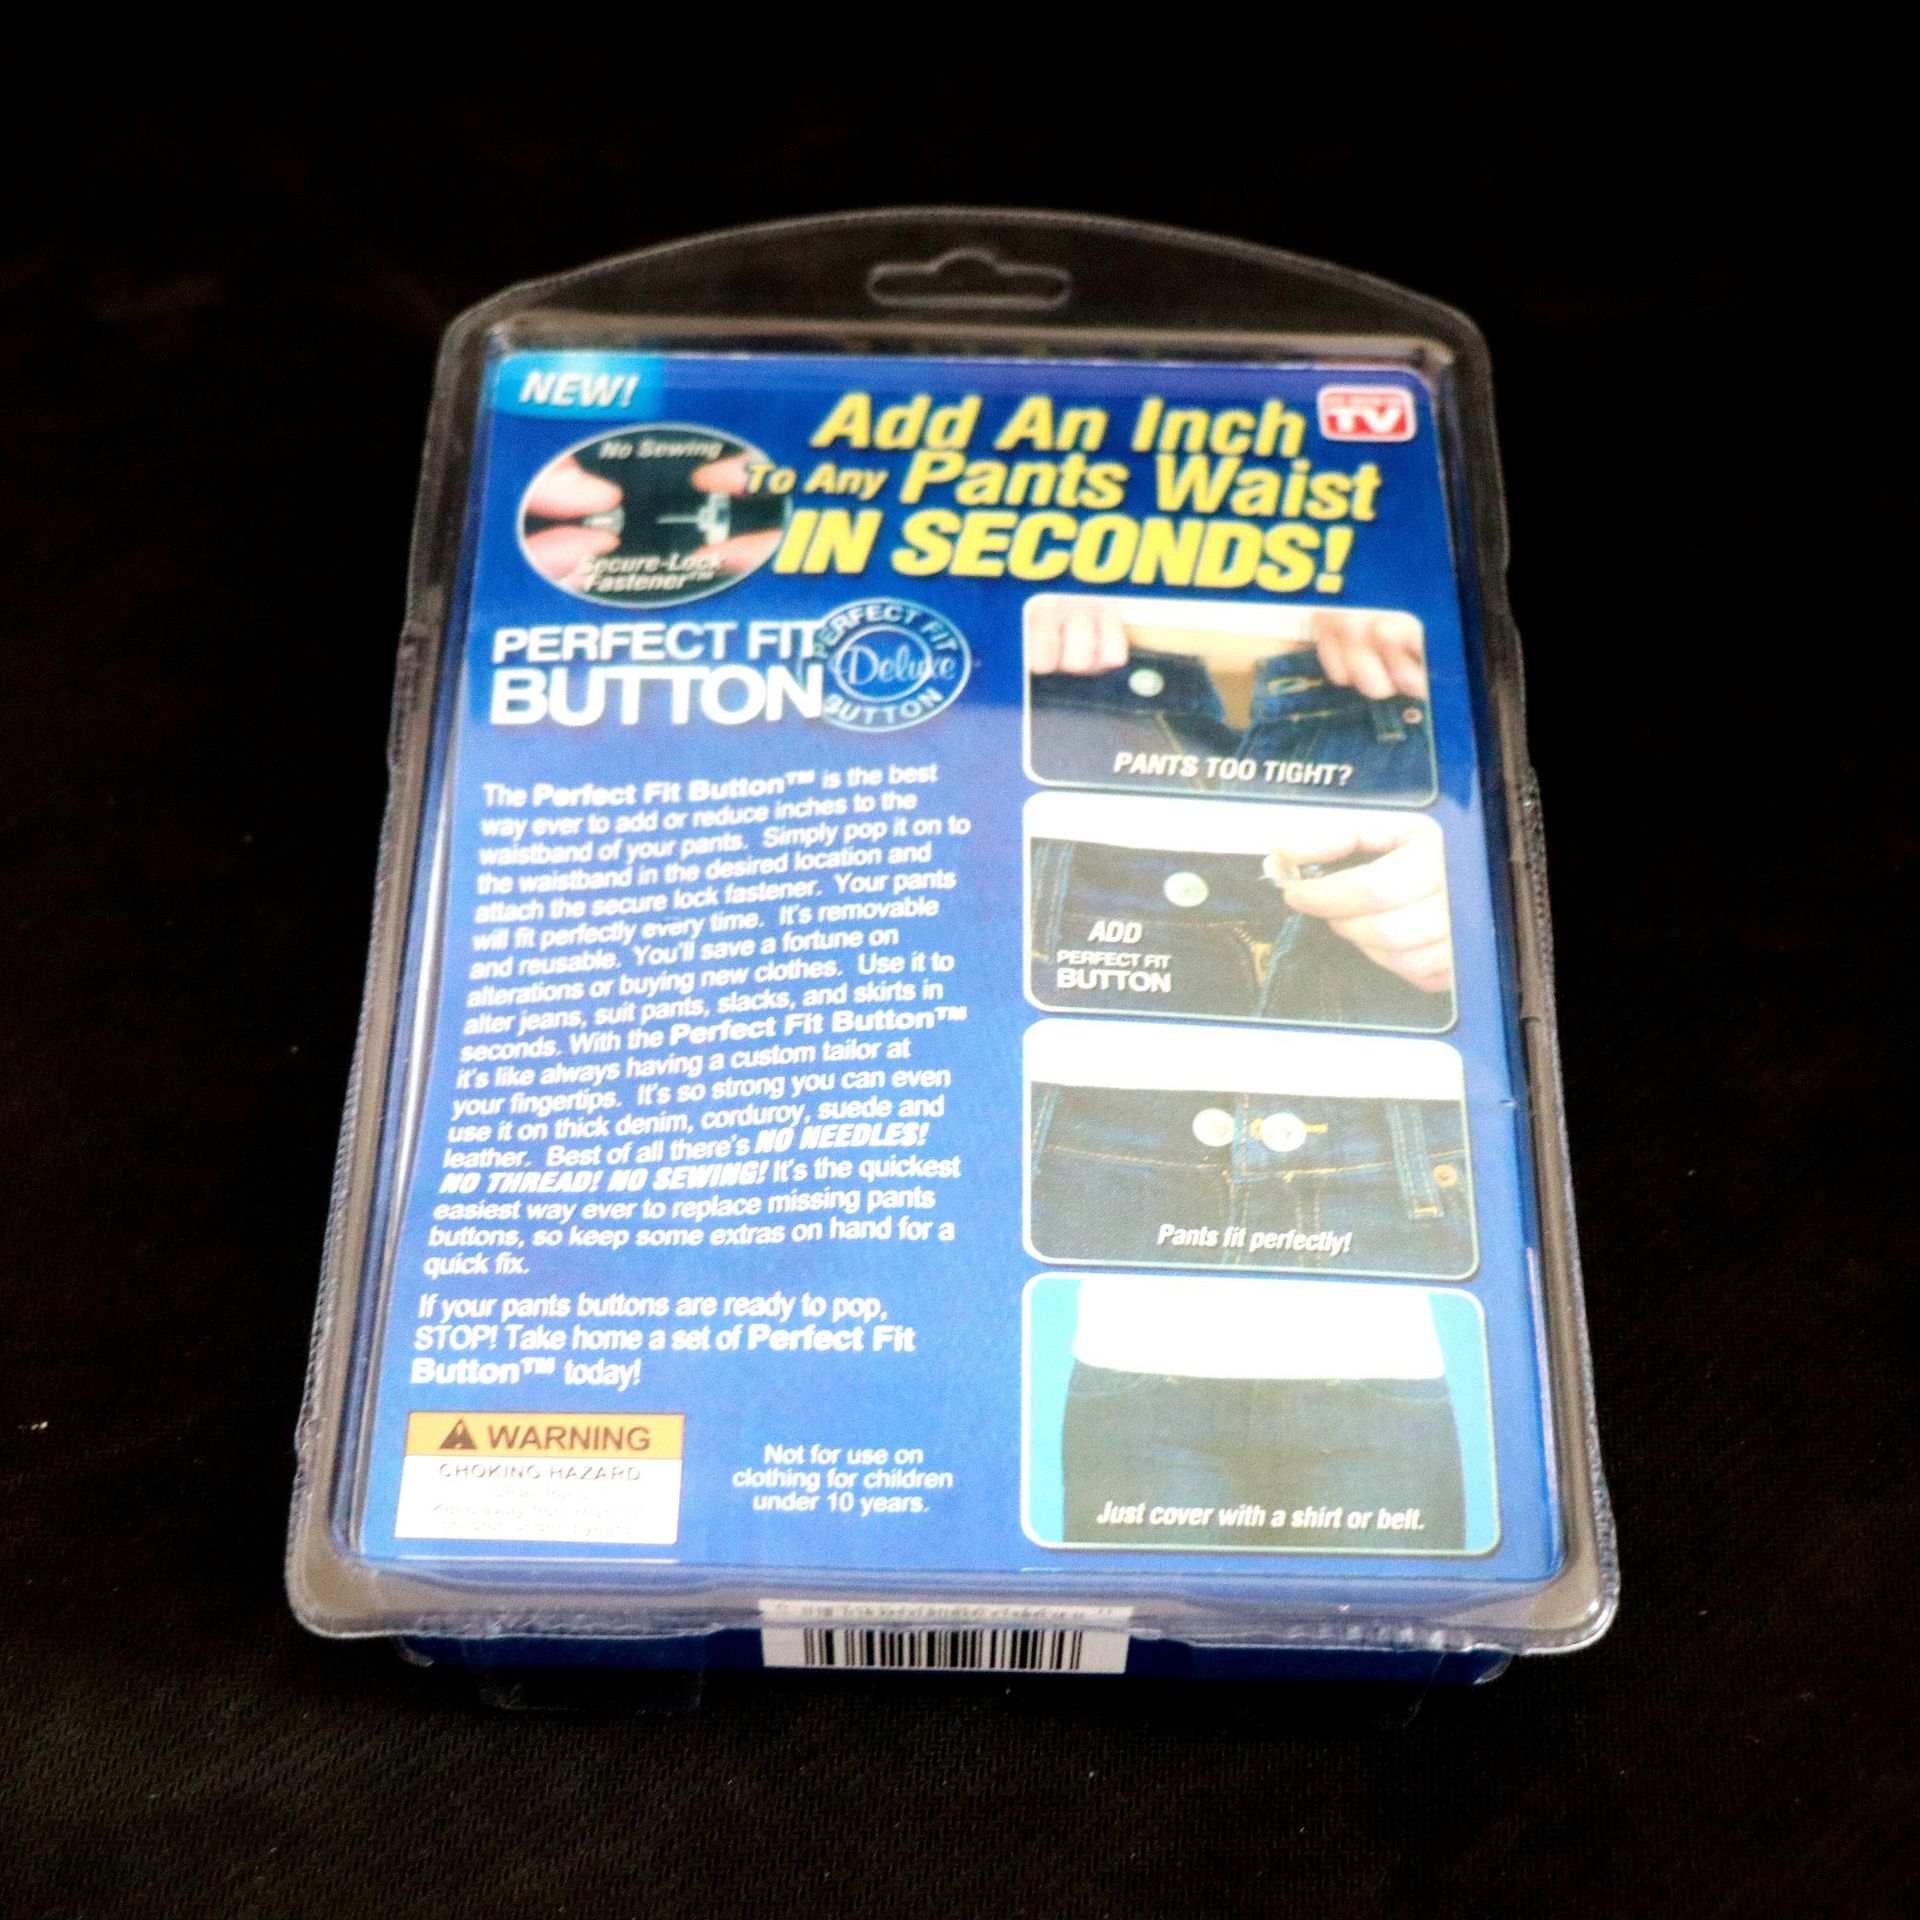 NEW!
Add An Inch
To Any Pants Waist
IN SECONDS!
TV
No Sewing
Secure-Lock
Fastener™
PERFECT FIT
BUTTON
PERFECT FIT
Deluxe
BUTTON
The Perfect Fit Button™ is the best
way ever to add or reduce inches to the
waistband of your pants. Simply pop it on to
the waistband in the desired location and
attach the secure lock fastener. Your pants
will fit perfectly every time. It's removable
and reusable. You'll save a fortune on
alterations or buying new clothes. Use it to
alter jeans, suit pants, slacks, and skirts in
seconds. With the Perfect Fit Button™
it's like always having a custom tailor at
your fingertips. It's so strong you can even
use it on thick denim, corduroy, suede and
leather. Best of all there's NO NEEDLES!
NO THREAD! NO SEWING! It's the quickest
easiest way ever to replace missing pants
buttons, so keep some extras on hand for a
quick fix.
If your pants buttons are ready to pop,
STOP! Take home a set of Perfect Fit
Button™ today!
WARNING
CHOKING HAZARD
Not for use on
clothing for children
under 10 years.
PANTS TOO TIGHT?
ADD
PERFECT FIT
BUTTON
Pants fit perfectly!
Just cover with a shirt or belt.